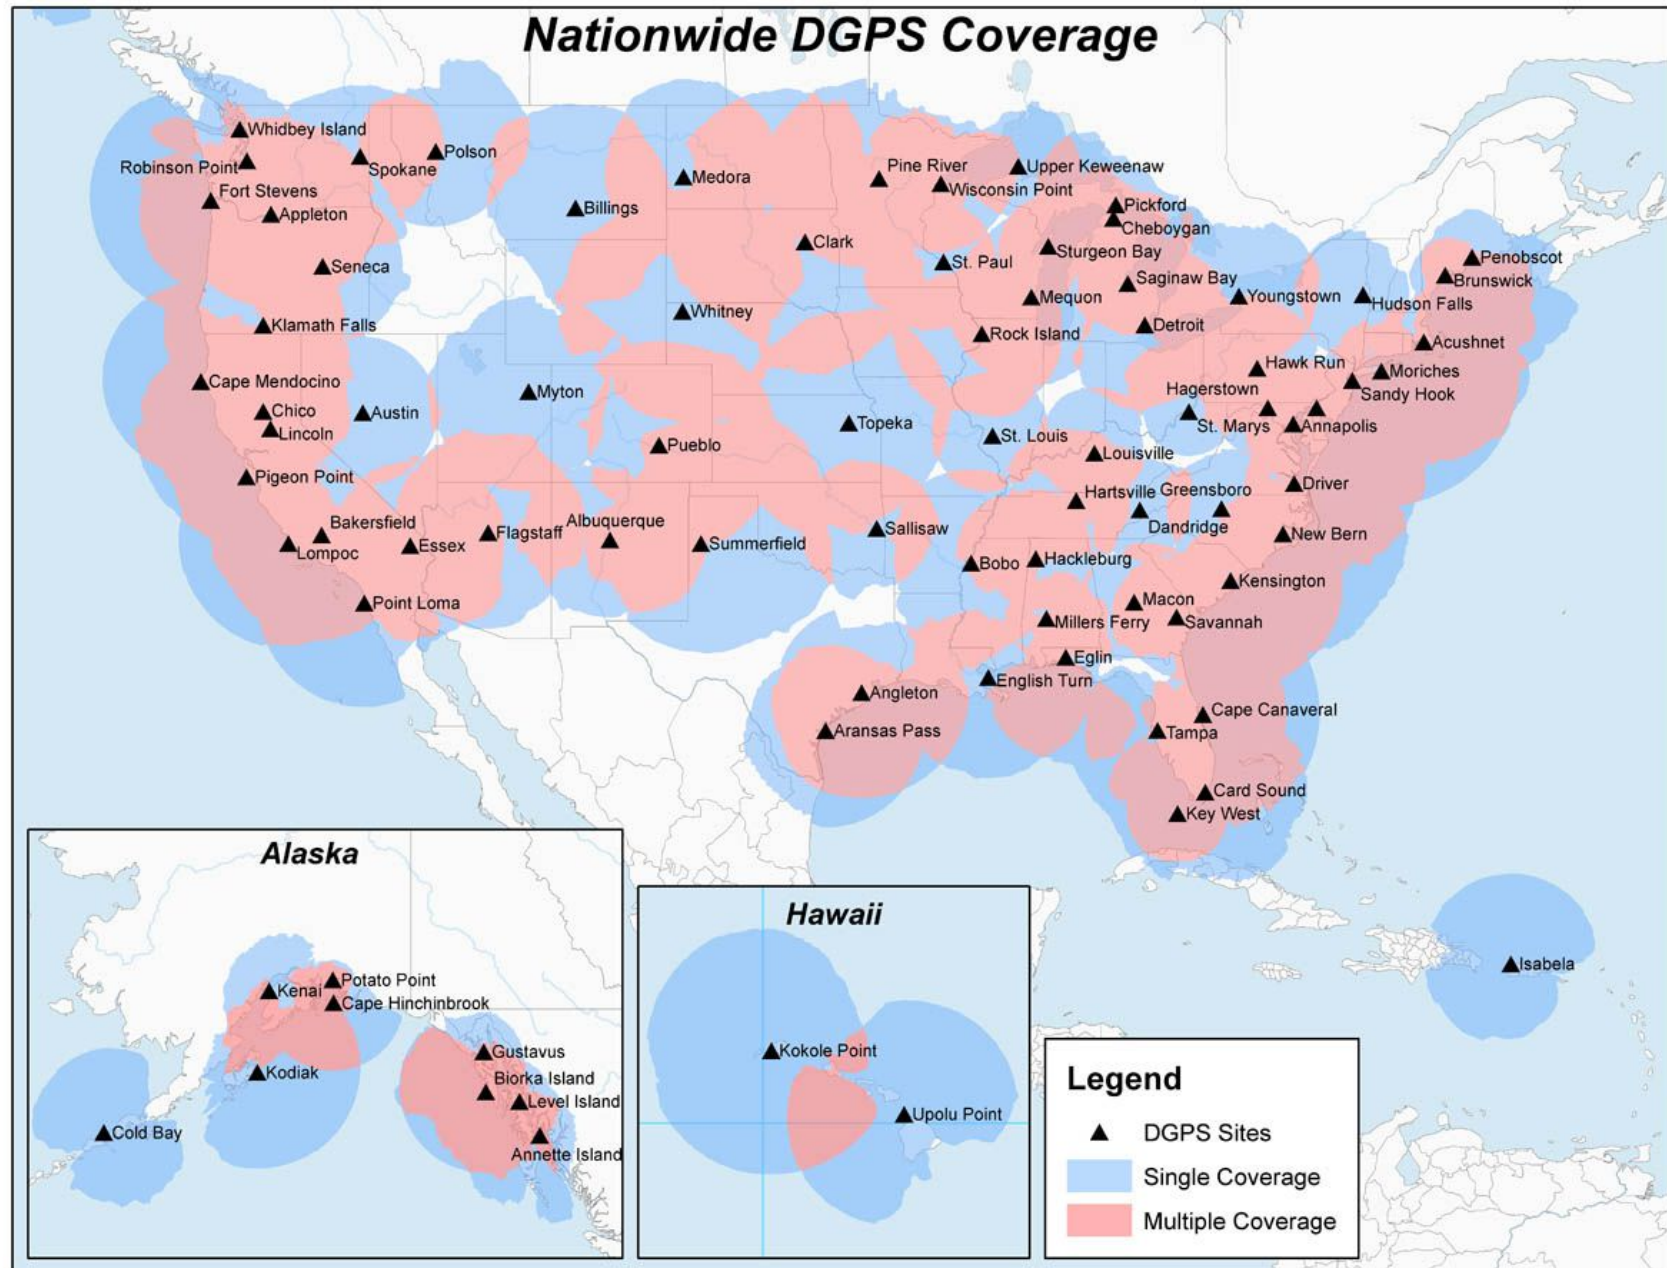 Nationwide DGPS Coverage
Whidbey Island
Robinson Point
Spokane
Polson
Fort Stevens
Appleton
Seneca
Klamath Falls
Billings
Medora
Clark
Whitney
Pine River
Wisconsin Point
Upper Keweenaw
Pickford
Cheboygan
Sturgeon Bay
St. Paul
Saginaw Bay
Mequon
Rock Island
Detroit
Youngstown
Hudson Falls
Penobscot
Brunswick
Acushnet
Moriches
Sandy Hook
Hawk Run
Hagerstown
St. Marys
Annapolis
Cape Mendocino
Chico
Lincoln
Austin
Myton
Pueblo
Topeka
St. Louis
Louisville
Pigeon Point
Bakersfield
Lompoc
Essex
Flagstaff
Albuquerque
Summerfield
Sallisaw
Hartsville
Greensboro
Dandridge
Driver
New Bern
Bobo
Hackleburg
Kensington
Point Loma
Macon
Millers Ferry
Savannah
Eglin
English Turn
Angleton
Aransas Pass
Cape Canaveral
Tampa
Card Sound
Key West
Isabela
Alaska
Potato Point
Kenai
Cape Hinchinbrook
Kodiak
Cold Bay
Gustavus
Biorka Island
Level Island
Annette Island
Hawaii
Kokole Point
Upolu Point
Legend
DGPS Sites
Single Coverage
Multiple Coverage